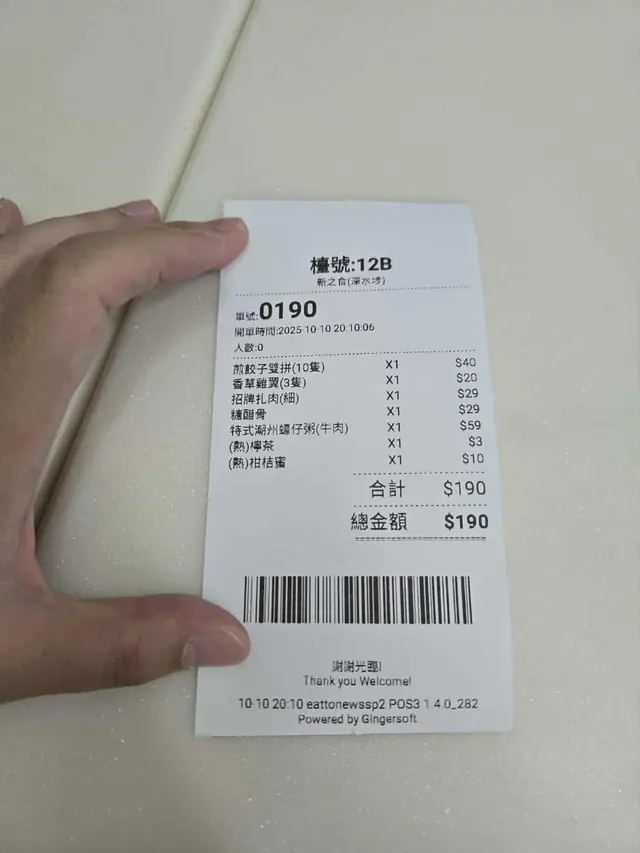 檯號:12B
新之食(深水埗)
單號:0190
開單時間:2025-10-10 20:10:06
人數:0
煎餃子雙拼(10隻) X1 $40
香草雞翼(3隻) X1 $20
招牌扎肉(細) X1 $29
糖醋骨 X1 $29
特式潮州蠔仔粥(牛肉) X1 $59
(熱)檸茶 X1 $3
(熱)柑桔蜜 X1 $10
合計 $190
總金額 $190
謝謝光臨!
Thank you Welcome!
10-10 20:10 eattonewssp2 POS3 1.4.0_282
Powered by Gingersoft